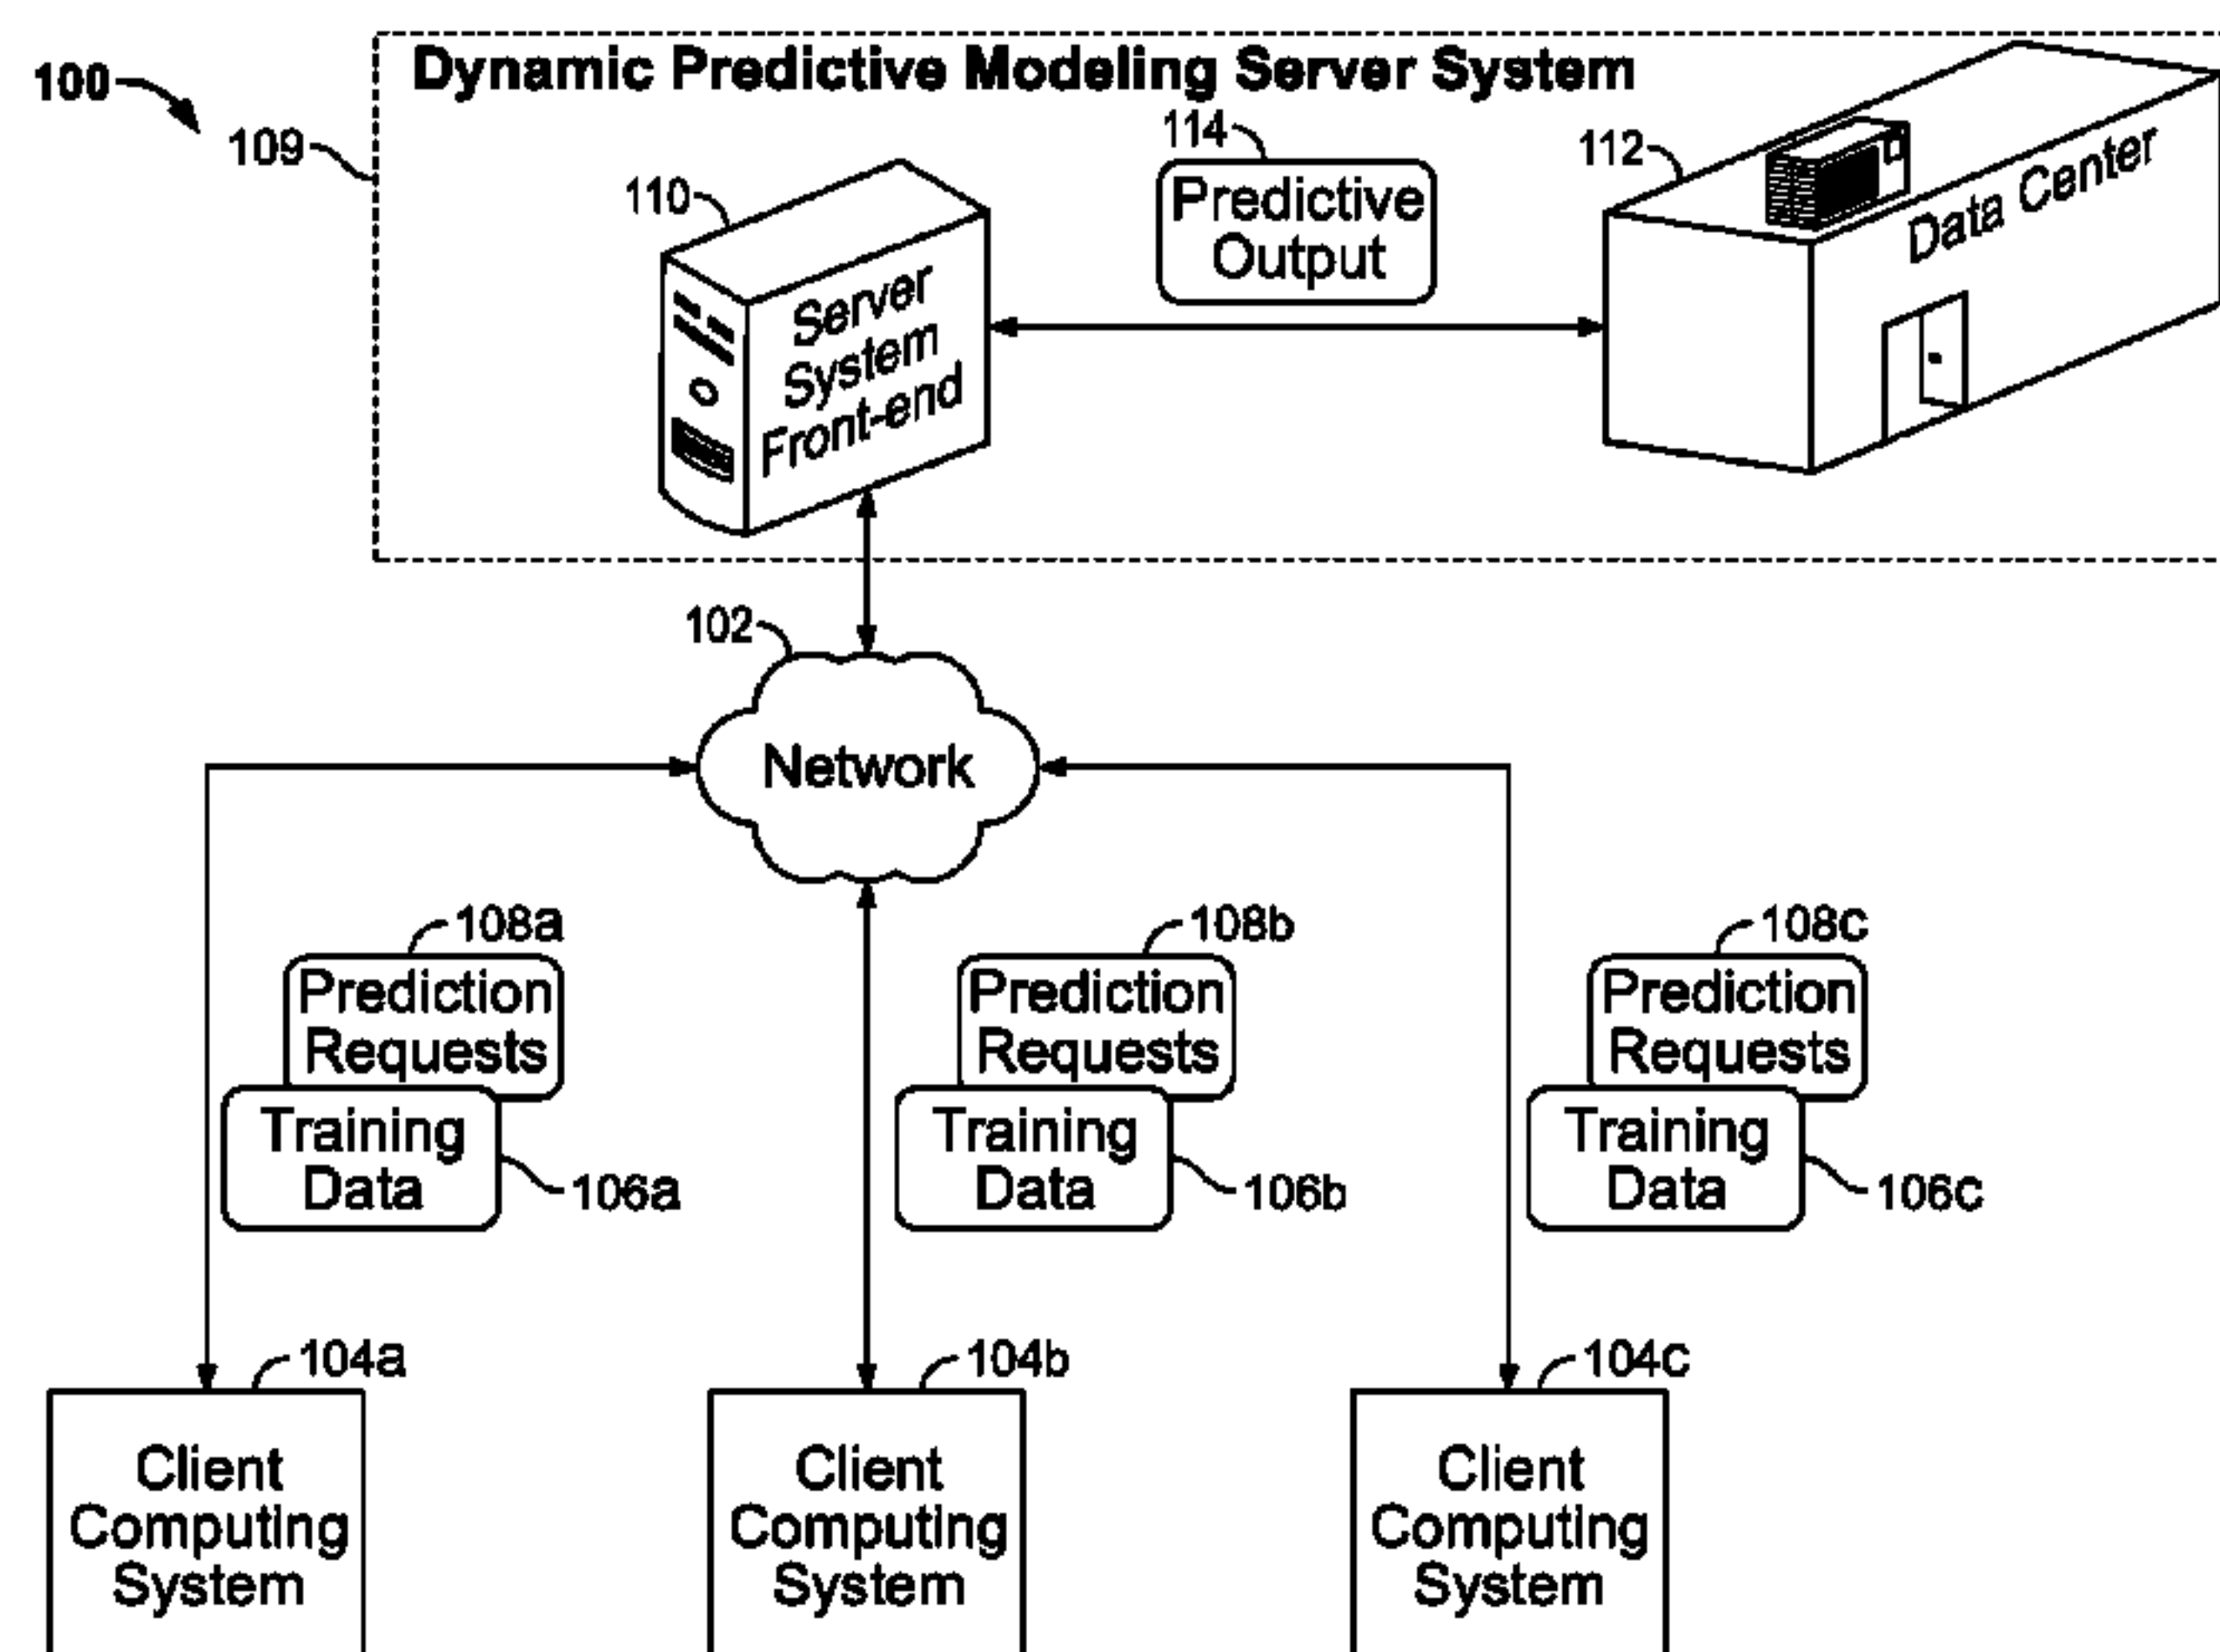 100
Dynamic Predictive Modeling Server System
109
110
114
112
Predictive
Output
Data Center
Server
System
Front-end
102
Network
108a
108b
108c
Prediction
Requests
Prediction
Requests
Prediction
Requests
Training
Data
Training
Data
Training
Data
106a
106b
106c
104a
104b
104c
Client
Computing
System
Client
Computing
System
Client
Computing
System